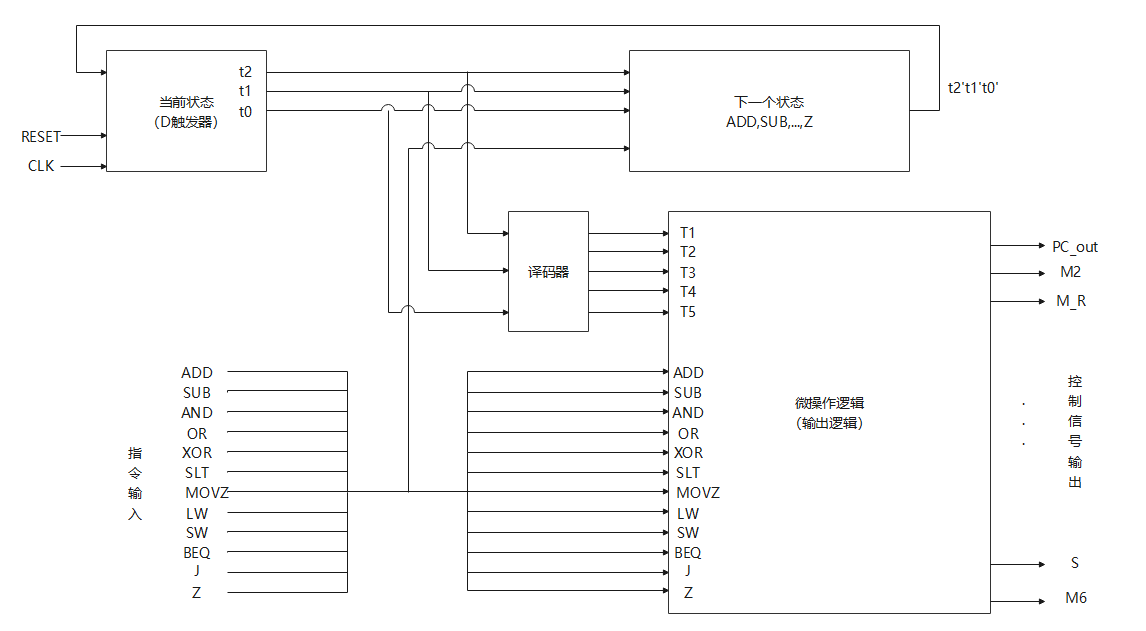 t2
t1
t0
当前状态
（D触发器）
RESET
CLK
下一个状态
ADD,SUB,...,Z
t2't1't0'
译码器
T1
T2
T3
T4
T5
PC_out
M2
M_R
指令输入
ADD
SUB
AND
OR
XOR
SLT
MOVZ
LW
SW
BEQ
J
Z
ADD
SUB
AND
OR
XOR
SLT
MOVZ
LW
SW
BEQ
J
Z
微操作逻辑
（输出逻辑）
.
.
.
控制信号输出
S
M6